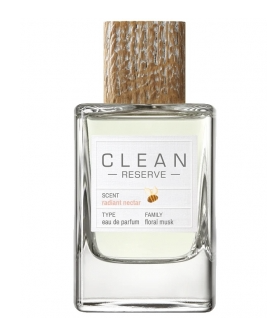 CLEAN
RESERVE
SCENT
radiant nectar
TYPE FAMILY
eau de parfum floral musk